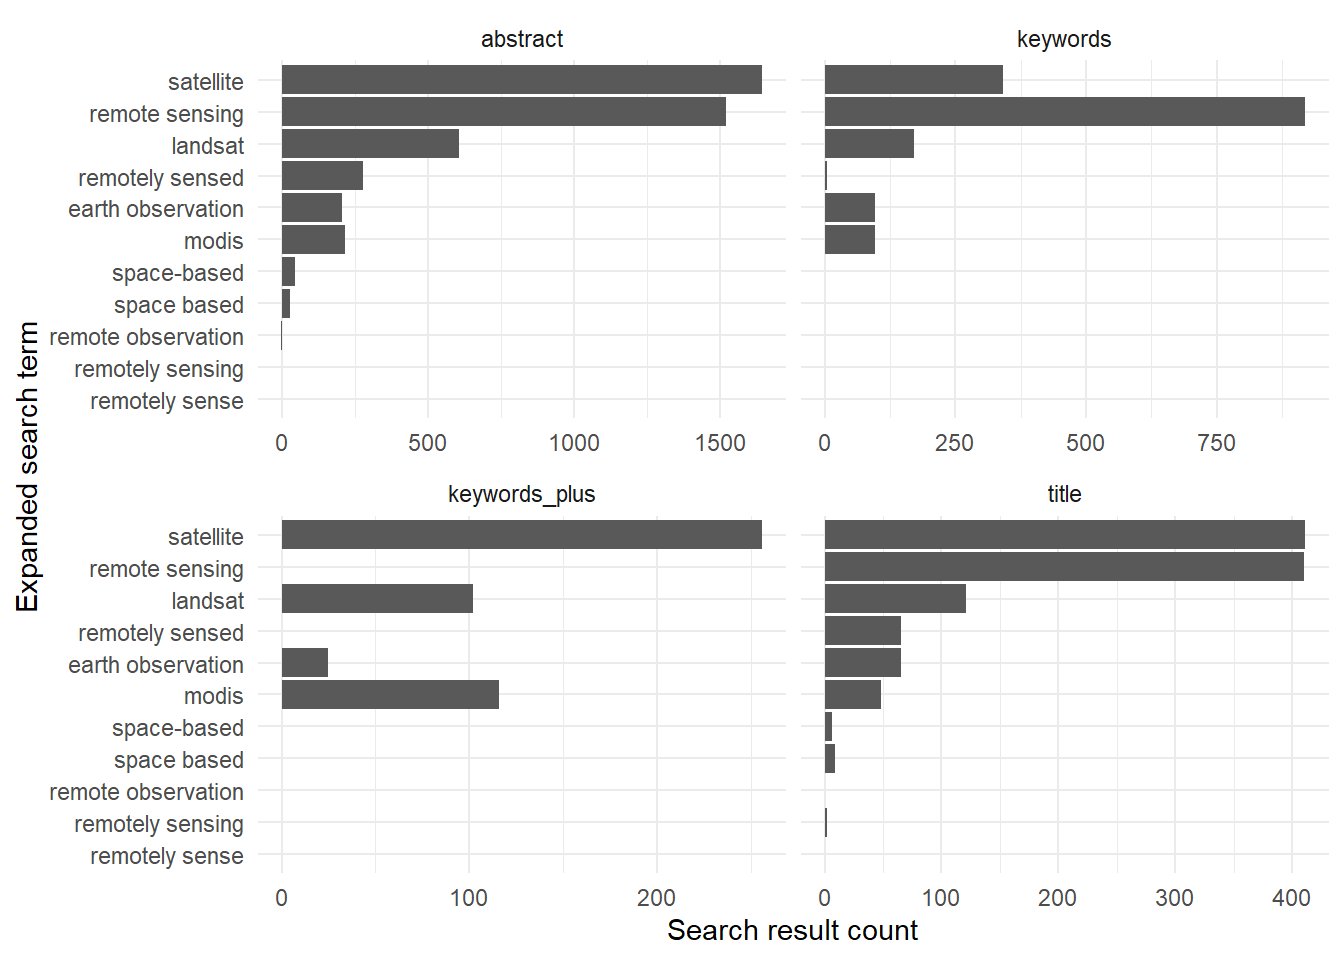 abstract
keywords
satellite
remote sensing
landsat
remotely sensed
earth observation
modis
space-based
space based
remote observation
remotely sensing
remotely sense
0 500 1000 1500
0 250 500 750
keywords_plus
title
satellite
remote sensing
landsat
remotely sensed
earth observation
modis
space-based
space based
remote observation
remotely sensing
remotely sense
0 100 200
0 100 200 300 400
Expanded search term
Search result count